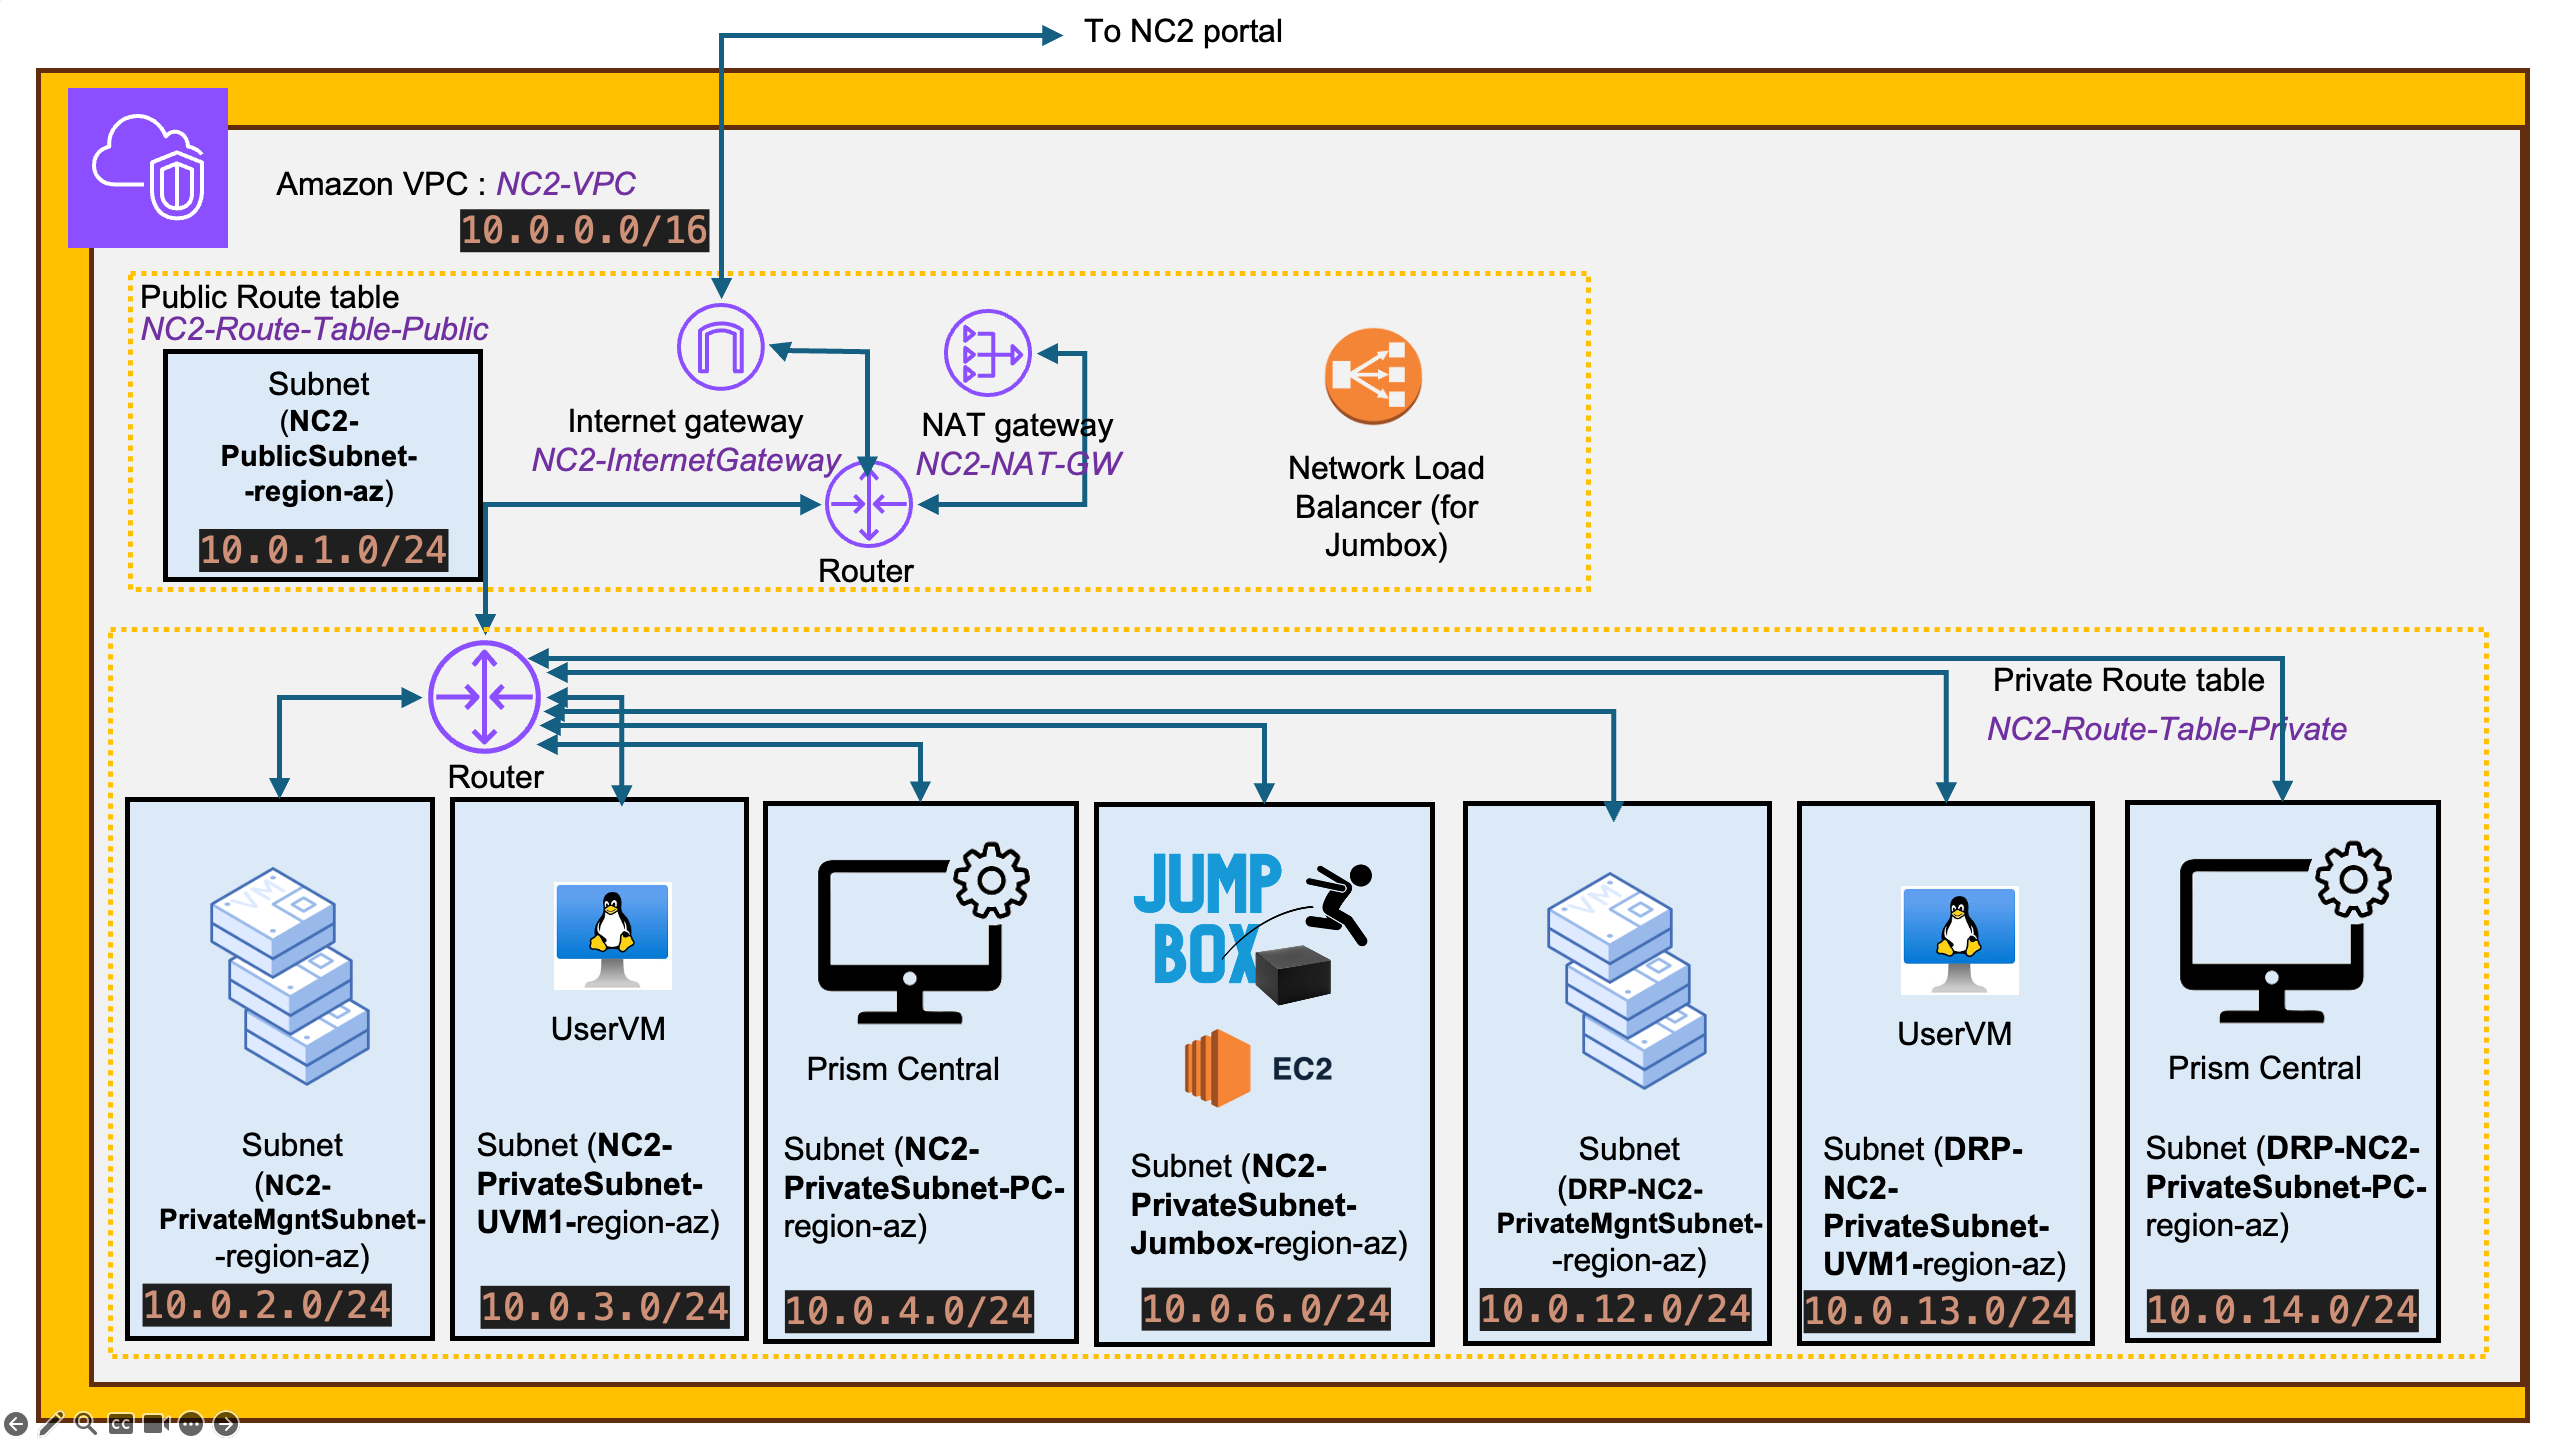 To NC2 portal
Amazon VPC : NC2-VPC
10.0.0.0/16
Public Route table
NC2-Route-Table-Public
Subnet
(NC2-
PublicSubnet-
-region-az)
10.0.1.0/24
Internet gateway
NC2-InternetGateway
NAT gateway
NC2-NAT-GW
Router
Network Load
Balancer (for
Jumbox)
Router
Private Route table
NC2-Route-Table-Private
VM
Subnet
(NC2-
PrivateMgntSubnet-
-region-az)
10.0.2.0/24
UserVM
Subnet (NC2-
PrivateSubnet-
UVM1-region-az)
10.0.3.0/24
Prism Central
Subnet (NC2-
PrivateSubnet-PC-
region-az)
10.0.4.0/24
JUMP
BOX
EC2
Subnet (NC2-
PrivateSubnet-
Jumbox-region-az)
10.0.6.0/24
VM
Subnet
(DRP-NC2-
PrivateMgntSubnet-
-region-az)
10.0.12.0/24
UserVM
Subnet (DRP-
NC2-
PrivateSubnet-
UVM1-region-az)
10.0.13.0/24
Prism Central
Subnet (DRP-NC2-
PrivateSubnet-PC-
region-az)
10.0.14.0/24
CC